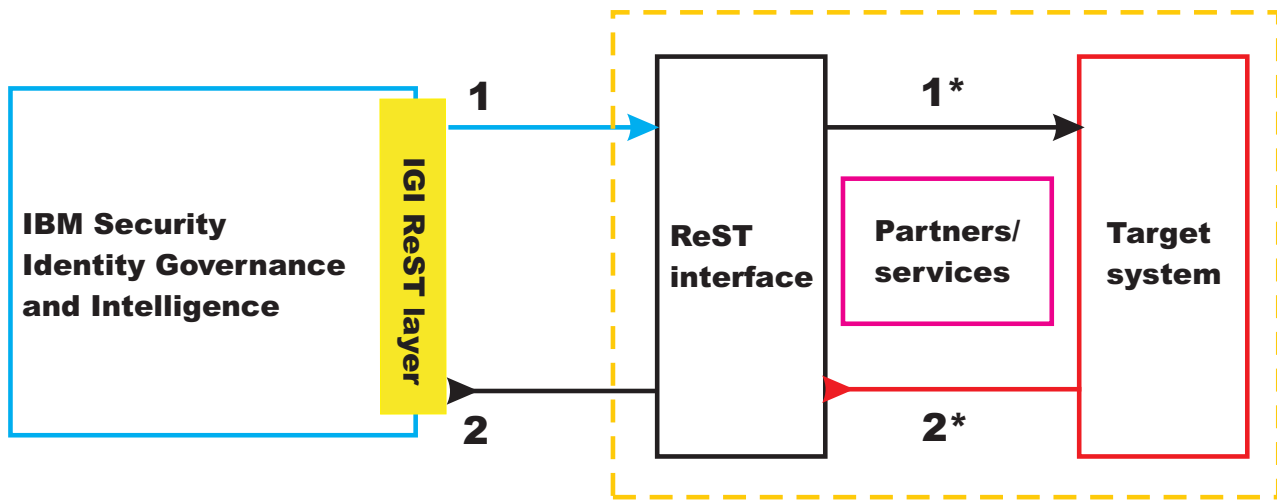 1
1*
IBM Security
Identity Governance
and Intelligence
IGI ReST layer
ReST
interface
Partners/
services
Target
system
2
2*